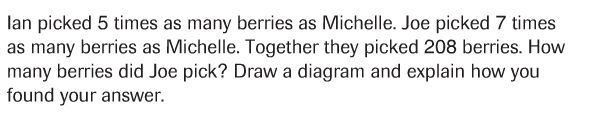 Ian picked 5 times as many berries as Michelle. Joe picked 7 times
as many berries as Michelle. Together they picked 208 berries. How
many berries did Joe pick? Draw a diagram and explain how you
found your answer.